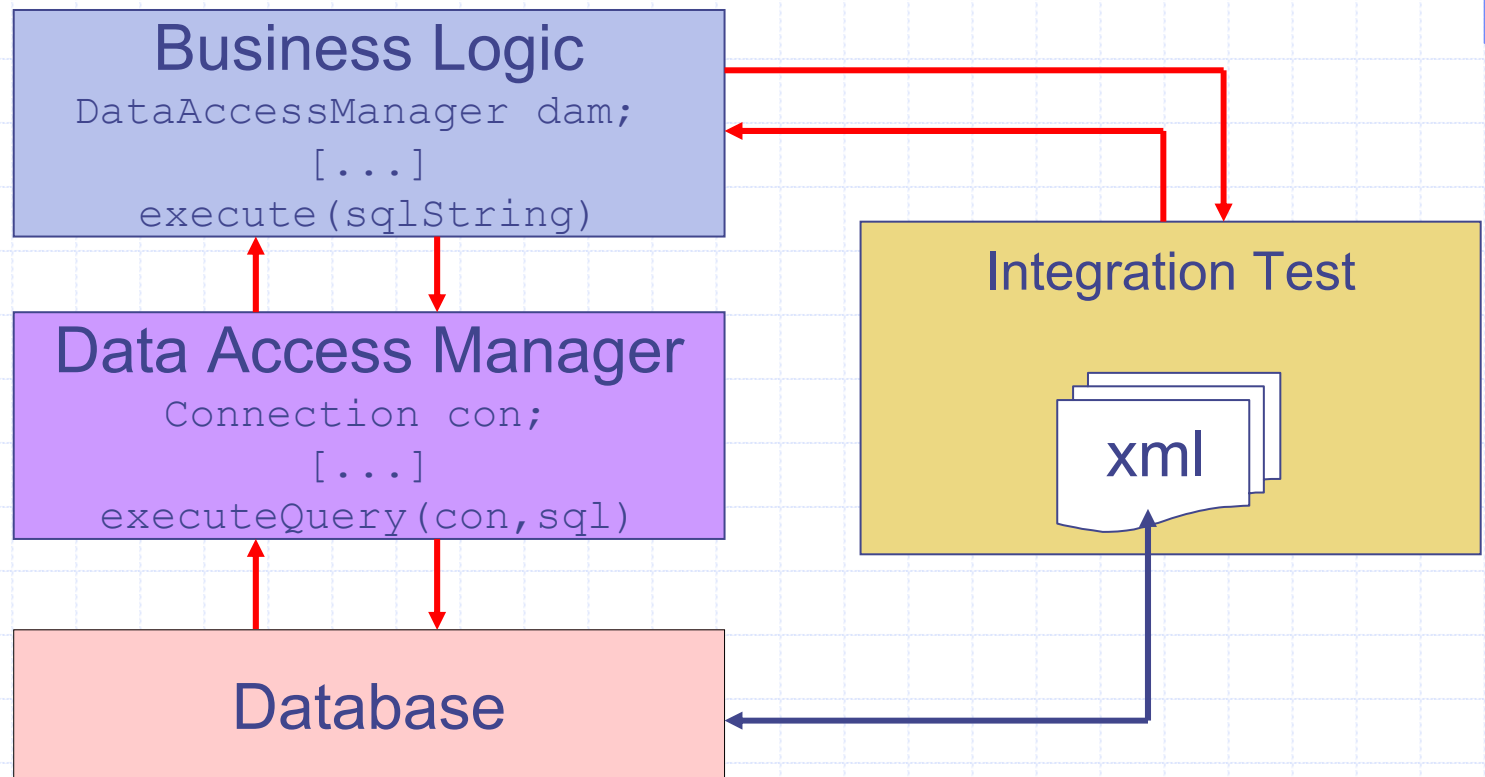 Business Logic
DataAccessManager dam;
[...]
execute(sqlString)
Integration Test
Data Access Manager
Connection con;
[...]
executeQuery(con,sql)
xml
Database